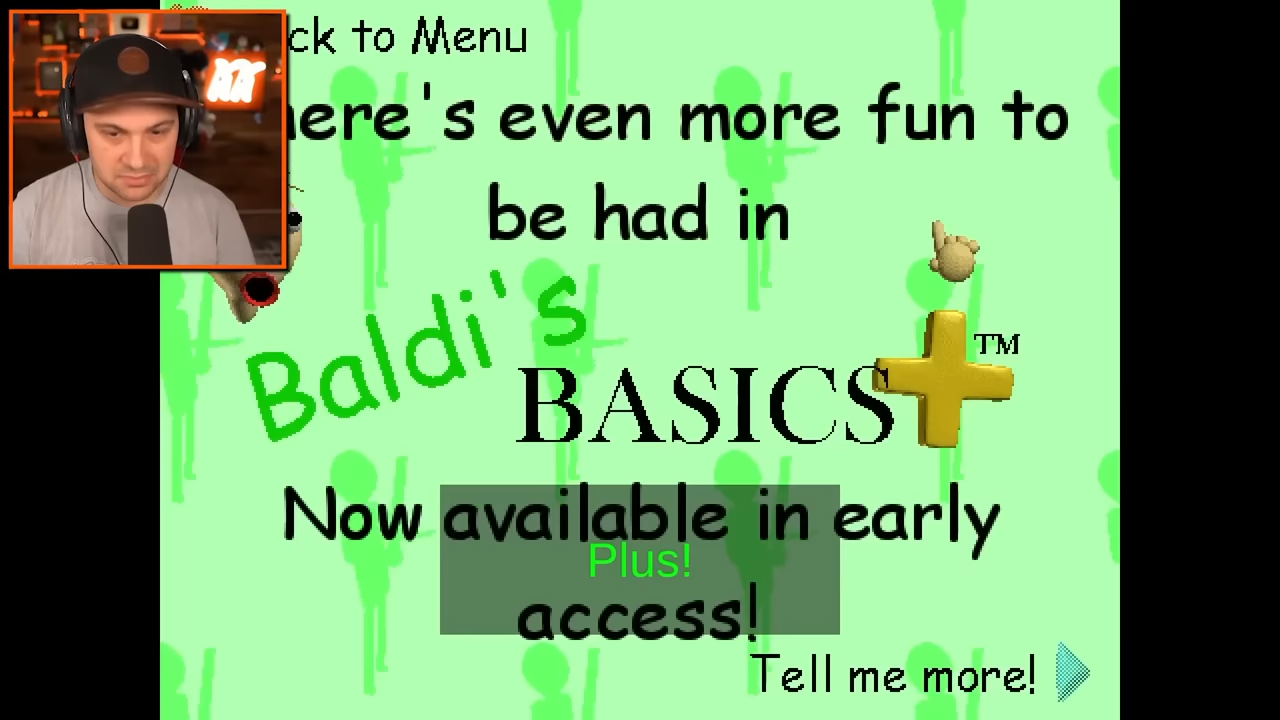 ck to Menu
here's even more fun to
be had in
Baldi's
BASICS+™
Now available in early
Plus!
access!
Tell me more!